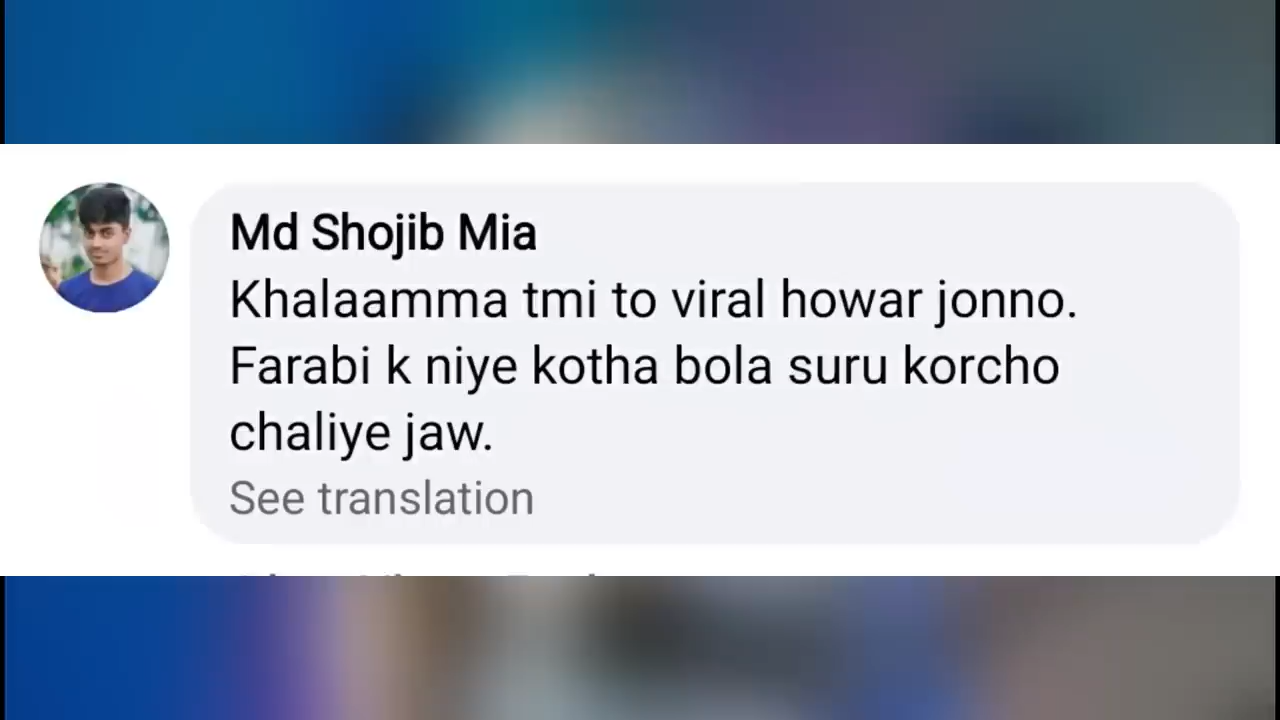 Md Shojib Mia
Khalaamma tmi to viral howar jonno.
Farabi k niye kotha bola suru korcho
chaliye jaw.
See translation